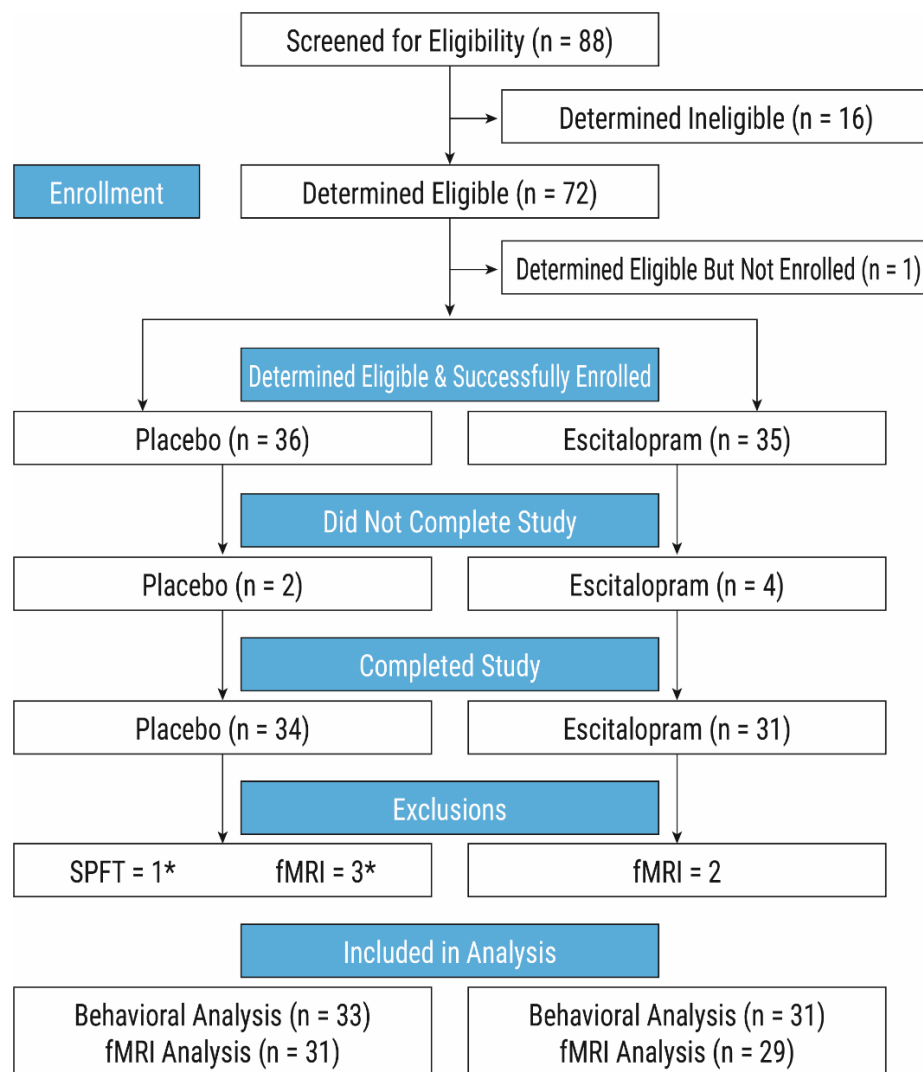 Screened for Eligibility (n = 88)
Determined Ineligible (n = 16)
Enrollment
Determined Eligible (n = 72)
Determined Eligible But Not Enrolled (n = 1)
Determined Eligible & Successfully Enrolled
Placebo (n = 36)
Escitalopram (n = 35)
Did Not Complete Study
Placebo (n = 2)
Escitalopram (n = 4)
Completed Study
Placebo (n = 34)
Escitalopram (n = 31)
Exclusions
SPFT = 1* fMRI = 3*
fMRI = 2
Included in Analysis
Behavioral Analysis (n = 33)
fMRI Analysis (n = 31)
Behavioral Analysis (n = 31)
fMRI Analysis (n = 29)